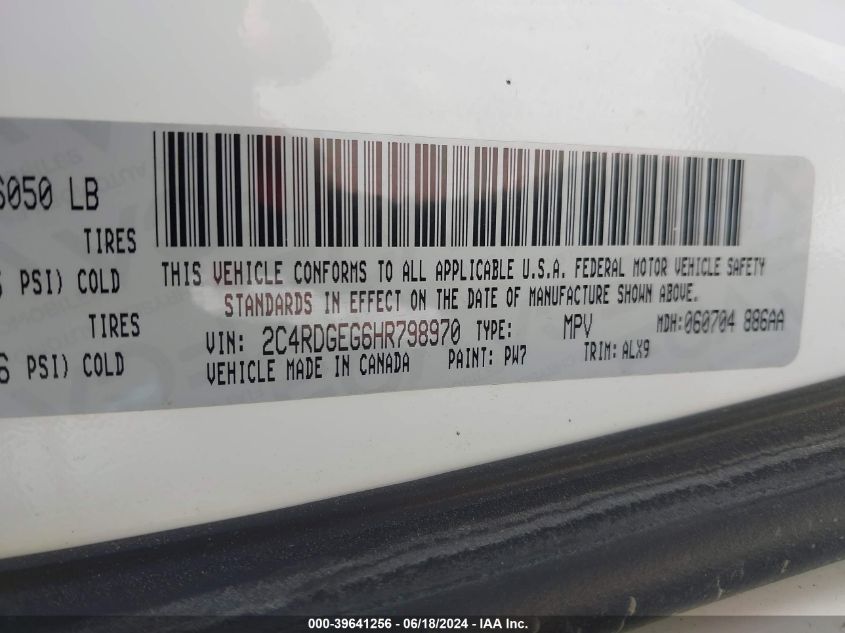 6050 LB
TIRES
PSI) COLD
TIRES
PSI) COLD
THIS VEHICLE CONFORMS TO ALL APPLICABLE U.S.A. FEDERAL MOTOR VEHICLE SAFETY
STANDARDS IN EFFECT ON THE DATE OF MANUFACTURE SHOWN ABOVE.
VIN: 2C4RDGEG6HR798970 TYPE: MPV MDH:060704 886AA
VEHICLE MADE IN CANADA PAINT: PW7 TRIM: ALX9
000-39641256 - 06/18/2024 - IAA Inc.